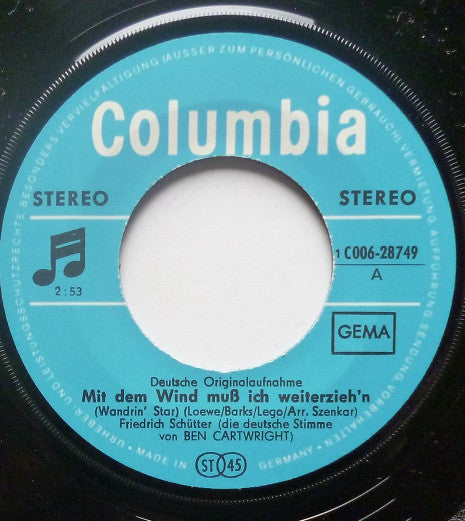 URHEBER UND LEISTUNGSSCHUTZRECHTE BESONDERS VERVIELFÄLTIGUNG (AUSSER ZUM PERSÖNLICHEN GEBRAUCH) VERMIETUNG AUFFÜHRUNG SENDUNG VORBEHALTEN
Columbia
STEREO
STEREO
1 C006-28749
A
2:53
GEMA
Deutsche Originalaufnahme
Mit dem Wind muß ich weiterzieh'n
(Wandrin' Star) (Loewe/Barks/Lego/Arr. Szenkar)
Friedrich Schütter (die deutsche Stimme
von BEN CARTWRIGHT)
• MADE IN
ST 45
GERMANY •